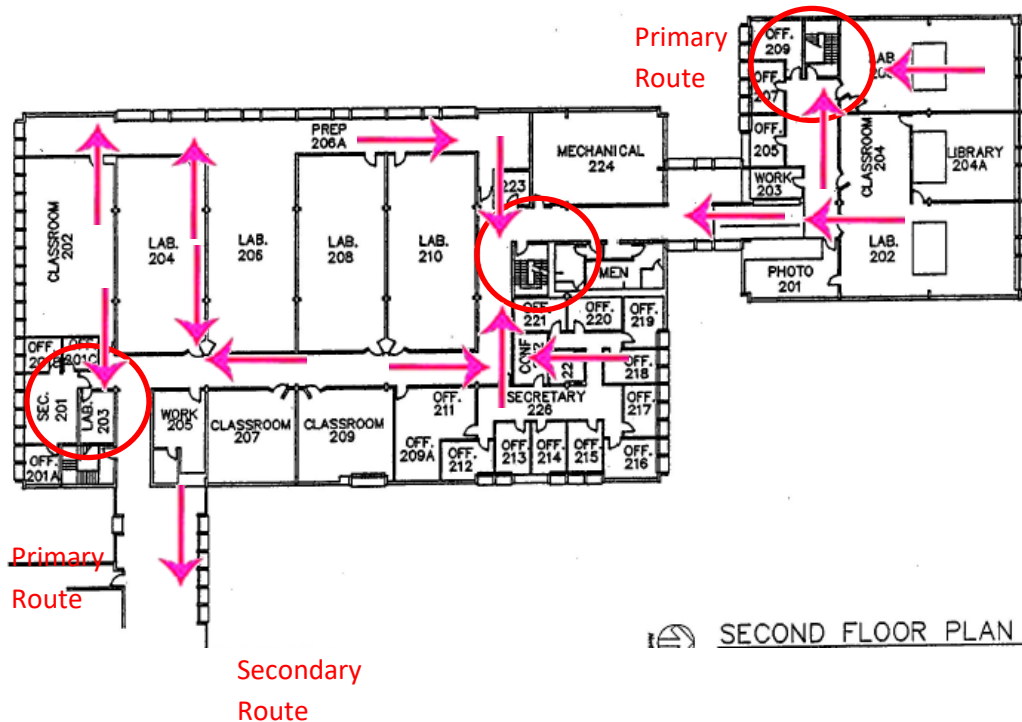 Primary
Route
OFF.
209
OFF
207
OFF.
205
WORK
203
LAB.
CLASSROOM
204
LIBRARY
204A
LAB.
202
PHOTO
201
MECHANICAL
224
PREP
206A
223
CLASSROOM
202
LAB.
204
LAB.
206
LAB.
208
LAB.
210
MEN
OFF.
221
OFF.
220
OFF.
219
CONF.
OFF.
218
OFF.
217
OFF.
216
SECRETARY
226
OFF.
211
OFF.
209A
OFF.
212
OFF.
213
OFF.
214
OFF.
215
OFF.
OFF.
201C
SEC.
201
LAB.
203
OFF.
201A
WORK
205
CLASSROOM
207
CLASSROOM
209
Primary
Route
SECOND FLOOR PLAN
Secondary
Route